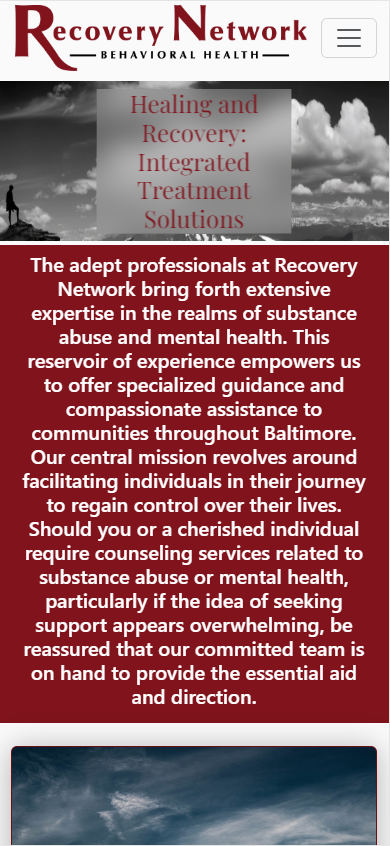 Recovery Network
BEHAVIORAL HEALTH
Healing and
Recovery:
Integrated
Treatment
Solutions
The adept professionals at Recovery
Network bring forth extensive
expertise in the realms of substance
abuse and mental health. This
reservoir of experience empowers us
to offer specialized guidance and
compassionate assistance to
communities throughout Baltimore.
Our central mission revolves around
facilitating individuals in their journey
to regain control over their lives.
Should you or a cherished individual
require counseling services related to
substance abuse or mental health,
particularly if the idea of seeking
support appears overwhelming, be
reassured that our committed team is
on hand to provide the essential aid
and direction.